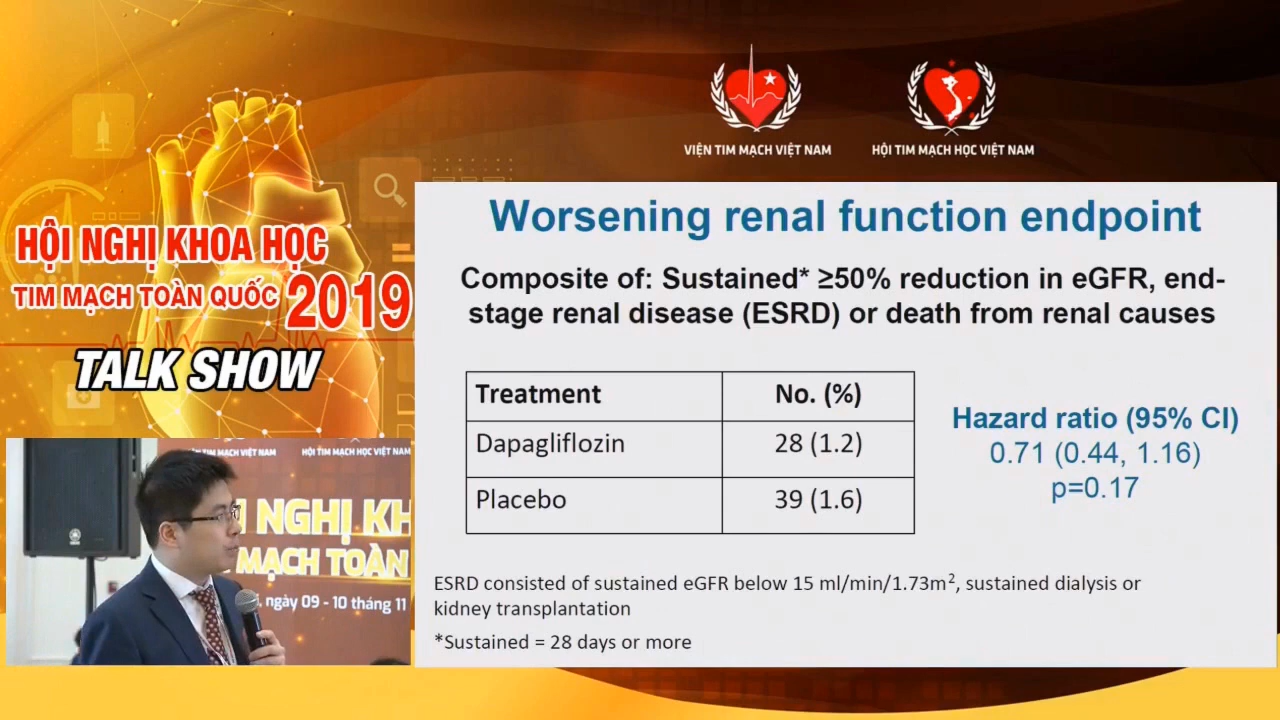 VIỆN TIM MẠCH VIỆT NAM
HỘI TIM MẠCH HỌC VIỆT NAM
HỘI NGHỊ KHOA HỌC
TIM MẠCH TOÀN QUỐC 2019
TALK SHOW
Worsening renal function endpoint
Composite of: Sustained* ≥50% reduction in eGFR, end-
stage renal disease (ESRD) or death from renal causes
Treatment No. (%)
Dapagliflozin 28 (1.2)
Placebo 39 (1.6)
Hazard ratio (95% CI)
0.71 (0.44, 1.16)
p=0.17
ESRD consisted of sustained eGFR below 15 ml/min/1.73m², sustained dialysis or
kidney transplantation
*Sustained = 28 days or more
TIM MẠCH VIỆT NAM
HỘI TIM MẠCH HỌC VIỆT NAM
NGHỊ KH
MẠCH TOÀN
, ngày 09 - 10 tháng 11